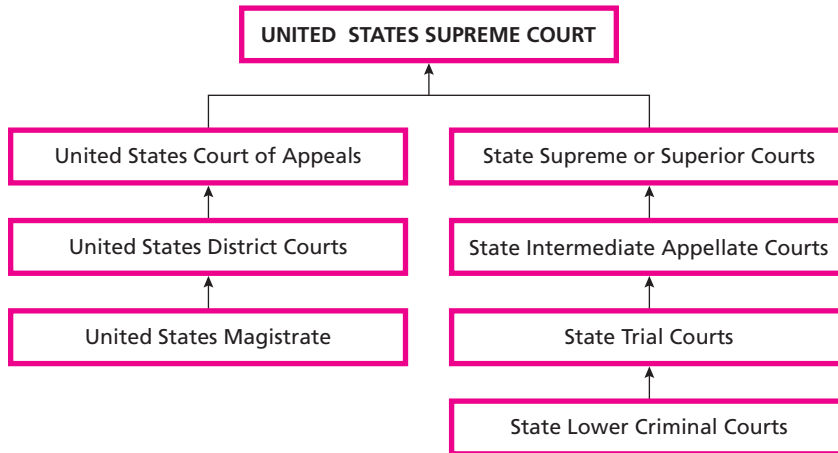 UNITED STATES SUPREME COURT
United States Court of Appeals
State Supreme or Superior Courts
United States District Courts
State Intermediate Appellate Courts
United States Magistrate
State Trial Courts
State Lower Criminal Courts